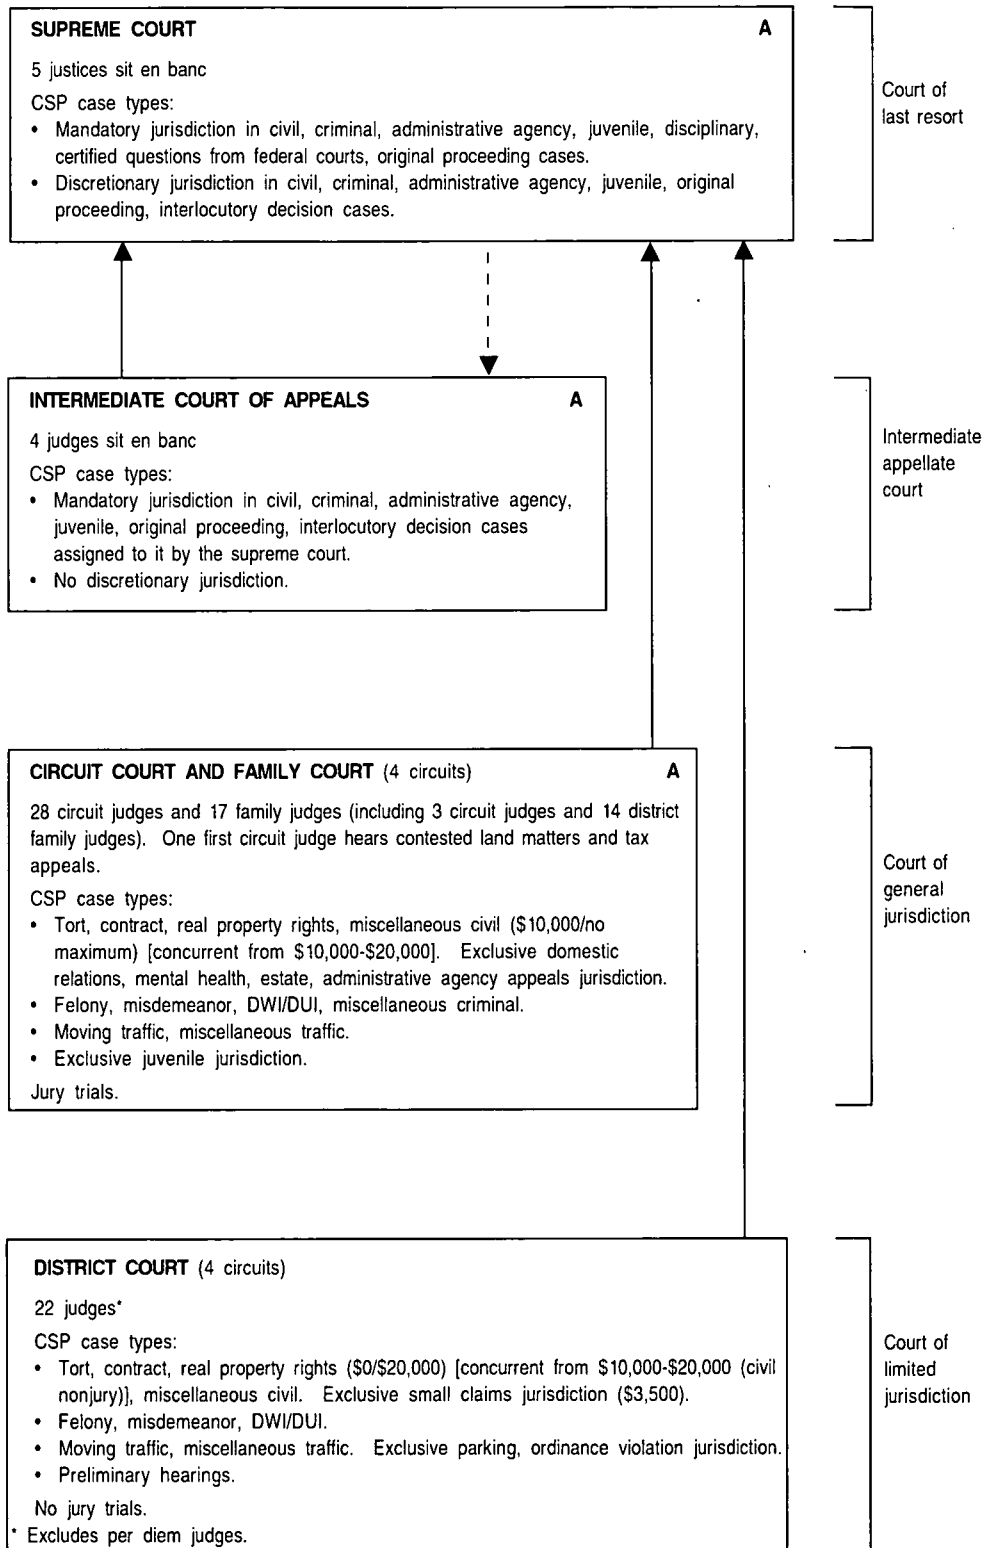 SUPREME COURT A
5 justices sit en banc
CSP case types:
• Mandatory jurisdiction in civil, criminal, administrative agency, juvenile, disciplinary,
certified questions from federal courts, original proceeding cases.
• Discretionary jurisdiction in civil, criminal, administrative agency, juvenile, original
proceeding, interlocutory decision cases.
Court of
last resort
INTERMEDIATE COURT OF APPEALS A
4 judges sit en banc
CSP case types:
• Mandatory jurisdiction in civil, criminal, administrative agency,
juvenile, original proceeding, interlocutory decision cases
assigned to it by the supreme court.
• No discretionary jurisdiction.
Intermediate
appellate
court
CIRCUIT COURT AND FAMILY COURT (4 circuits) A
28 circuit judges and 17 family judges (including 3 circuit judges and 14 district
family judges). One first circuit judge hears contested land matters and tax
appeals.
CSP case types:
• Tort, contract, real property rights, miscellaneous civil ($10,000/no
maximum) [concurrent from $10,000-$20,000]. Exclusive domestic
relations, mental health, estate, administrative agency appeals jurisdiction.
• Felony, misdemeanor, DWI/DUI, miscellaneous criminal.
• Moving traffic, miscellaneous traffic.
• Exclusive juvenile jurisdiction.
Jury trials.
Court of
general
jurisdiction
DISTRICT COURT (4 circuits)
22 judges*
CSP case types:
• Tort, contract, real property rights ($0/$20,000) [concurrent from $10,000-$20,000 (civil
nonjury)], miscellaneous civil. Exclusive small claims jurisdiction ($3,500).
• Felony, misdemeanor, DWI/DUI.
• Moving traffic, miscellaneous traffic. Exclusive parking, ordinance violation jurisdiction.
• Preliminary hearings.
No jury trials.
* Excludes per diem judges.
Court of
limited
jurisdiction